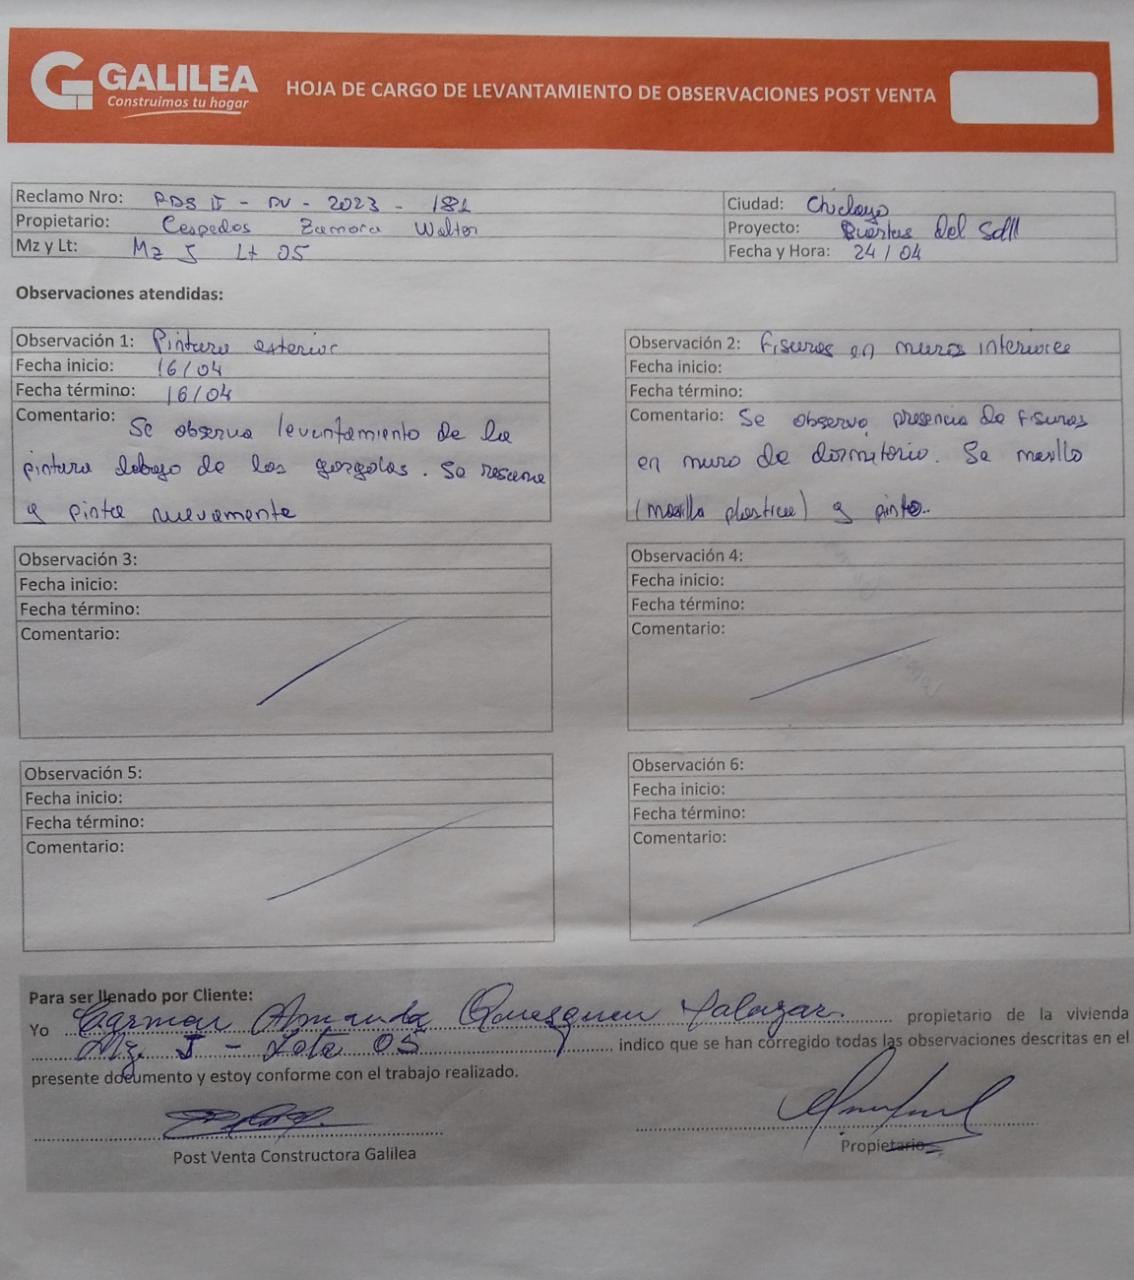 GALILEA
Construimos tu hogar
HOJA DE CARGO DE LEVANTAMIENTO DE OBSERVACIONES POST VENTA
Reclamo Nro: PDS II - PV - 2023 - 181
Propietario: Cespedes Zamora Walter
Mz y Lt: Mz J Lt 05
Ciudad: Chiclayo
Proyecto: Puertas del Sol II
Fecha y Hora: 24 / 04
Observaciones atendidas:
Observación 1: Pintura exterior
Fecha inicio: 16 / 04
Fecha término: 16 / 04
Comentario: Se observa levantamiento de la
pintura debajo de las gargolas. Se resane
y pinta nuevamente
Observación 2: Fisuras en muros interiores
Fecha inicio:
Fecha término:
Comentario: Se observa presencia de fisuras
en muro de dormitorio. Se masillo
(masilla plastica) y pinto.
Observación 3:
Fecha inicio:
Fecha término:
Comentario:
Observación 4:
Fecha inicio:
Fecha término:
Comentario:
Observación 5:
Fecha inicio:
Fecha término:
Comentario:
Observación 6:
Fecha inicio:
Fecha término:
Comentario:
Para ser llenado por Cliente:
Yo Carmen Amanda Quesquen Salazar. propietario de la vivienda
Mz. J - Lote 05 indico que se han corregido todas las observaciones descritas en el
presente documento y estoy conforme con el trabajo realizado.
Post Venta Constructora Galilea
Propietario